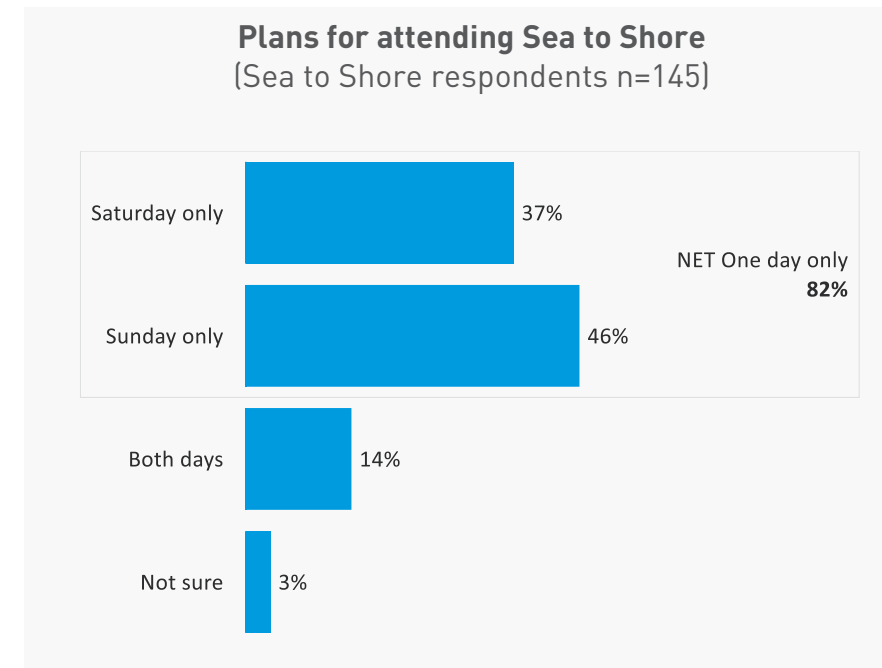 Plans for attending Sea to Shore
(Sea to Shore respondents n=145)
Saturday only
37%
NET One day only
82%
Sunday only
46%
Both days
14%
Not sure
3%